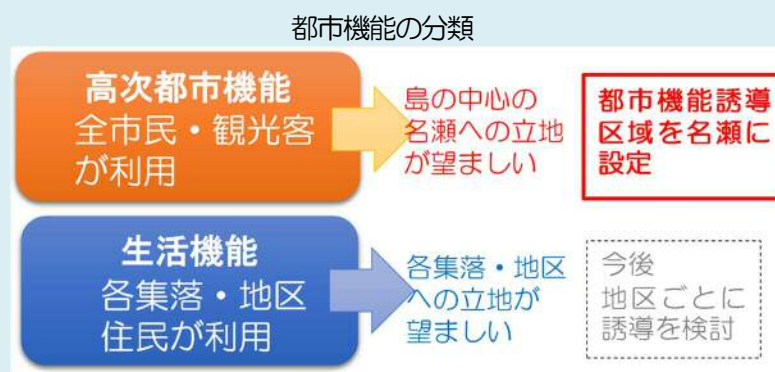 都市機能の分類
高次都市機能
全市民・観光客
が利用
島の中心の
名瀬への立地
が望ましい
都市機能誘導
区域を名瀬に
設定
生活機能
各集落・地区
住民が利用
各集落・地区
への立地が
望ましい
今後
地区ごとに
誘導を検討